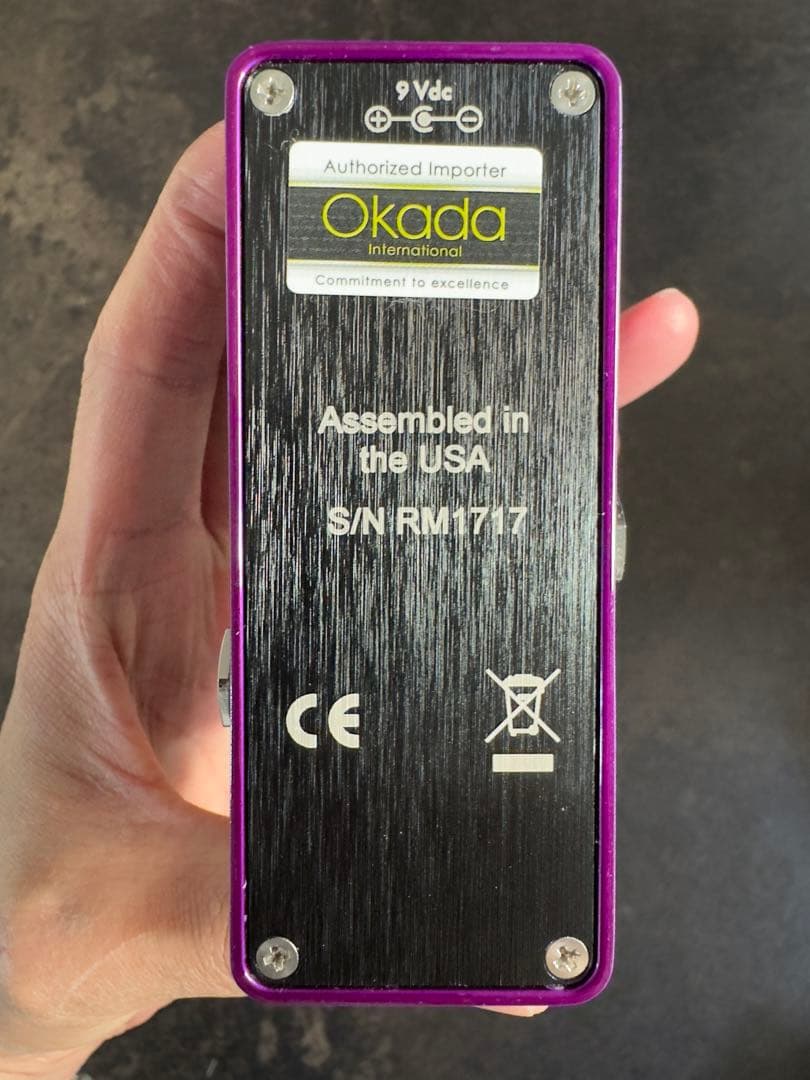 9 Vdc
Authorized Importer
Okada
International
Commitment to excellence
Assembled in
the USA
S/N RM1717
CE